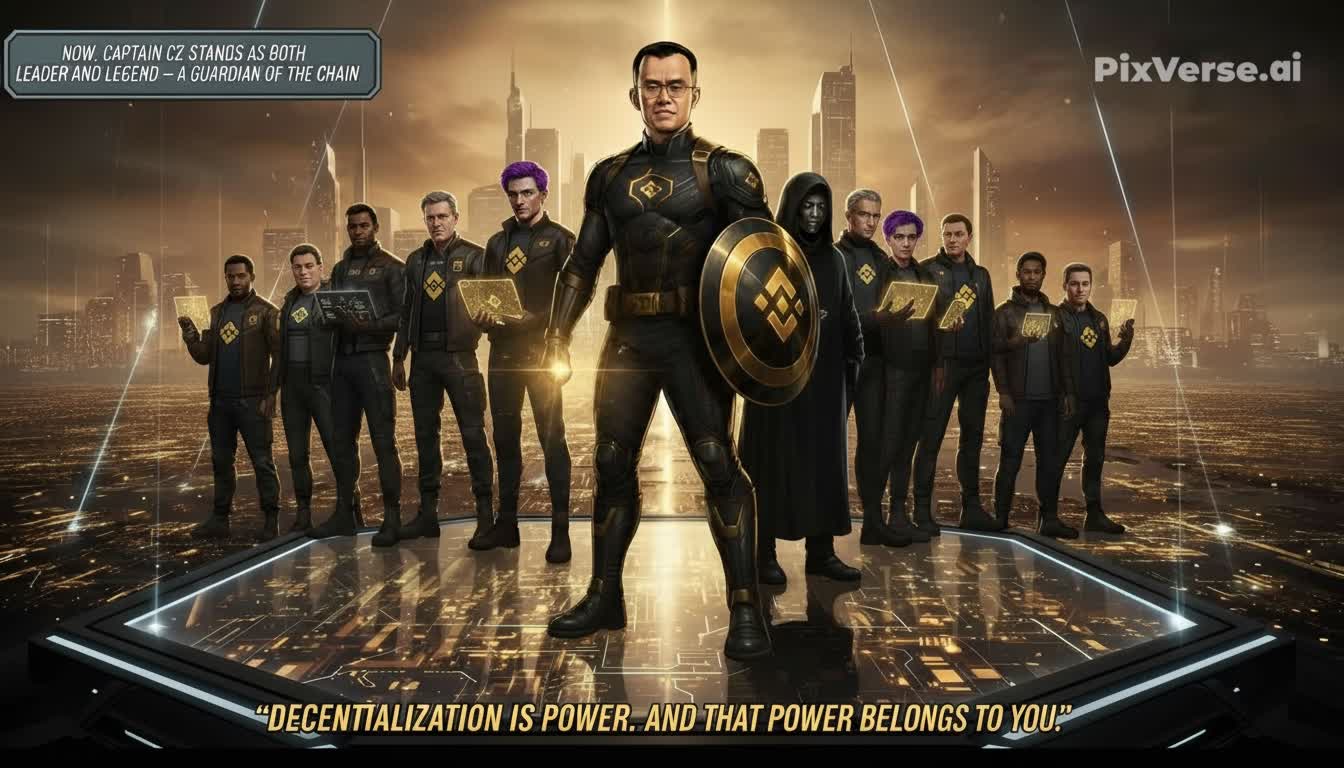 NOW, CAPTAIN CZ STANDS AS BOTH
LEADER AND LEGEND – A GUARDIAN OF THE CHAIN
PixVerse.ai
“DECENTTALIZATION IS POWER. AND THAT POWER BELONGS TO YOU.”